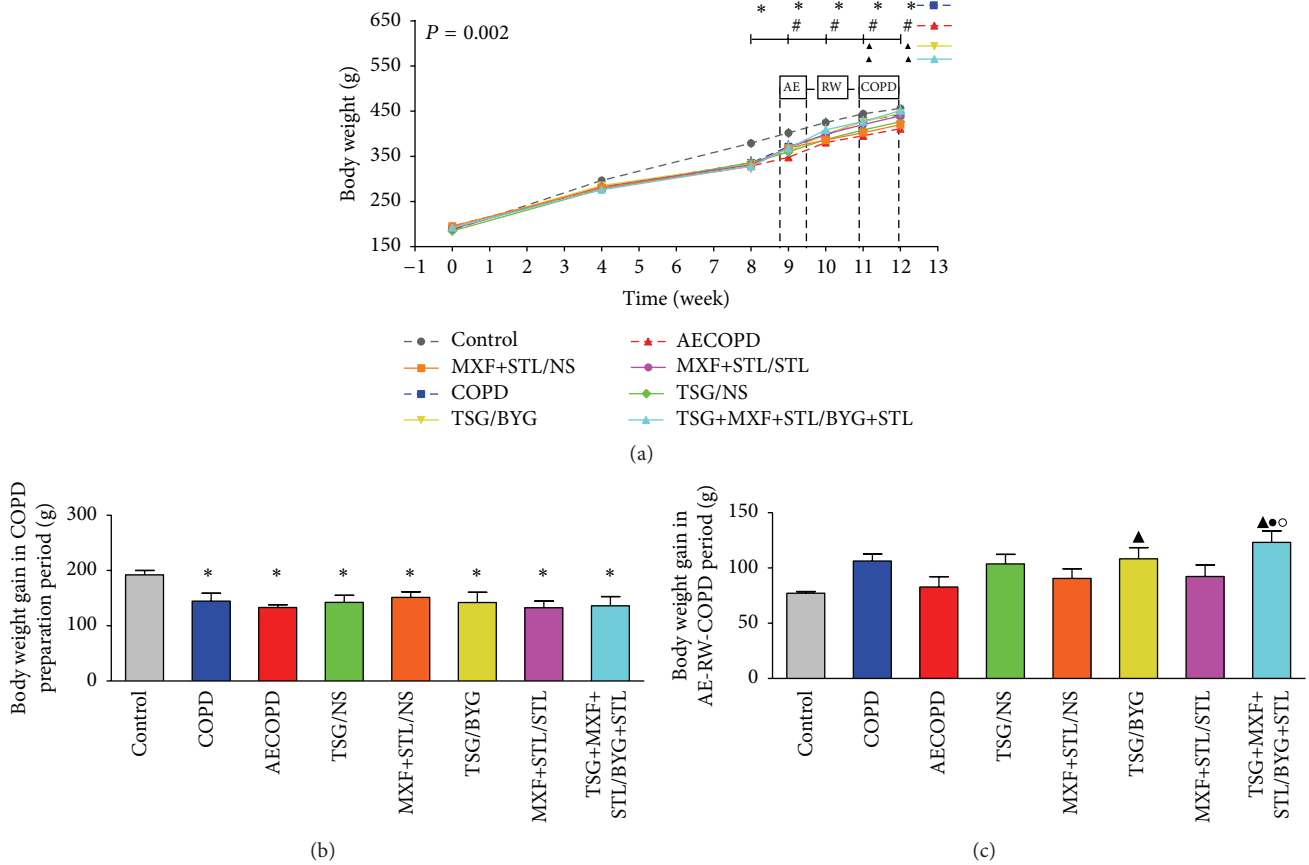 * * * * *
# # # #
▲ ▲
▲ ▲
P = 0.002
AE RW COPD
Body weight (g)
650
450
350
250
150
−1 0 1 2 3 4 5 6 7 8 9 10 11 12 13
Time (week)
Control AECOPD
MXF+STL/NS MXF+STL/STL
COPD TSG/NS
TSG/BYG TSG+MXF+STL/BYG+STL
(a)
Body weight gain in COPD
preparation period (g)
300
200
100
0
* * * * * * *
Control
COPD
AECOPD
TSG/NS
MXF+STL/NS
TSG/BYG
MXF+STL/STL
TSG+MXF+
STL/BYG+STL
(b)
Body weight gain in
AE-RW-COPD period (g)
150
100
50
0
▲ ▲●○
Control
COPD
AECOPD
TSG/NS
MXF+STL/NS
TSG/BYG
MXF+STL/STL
TSG+MXF+
STL/BYG+STL
(c)